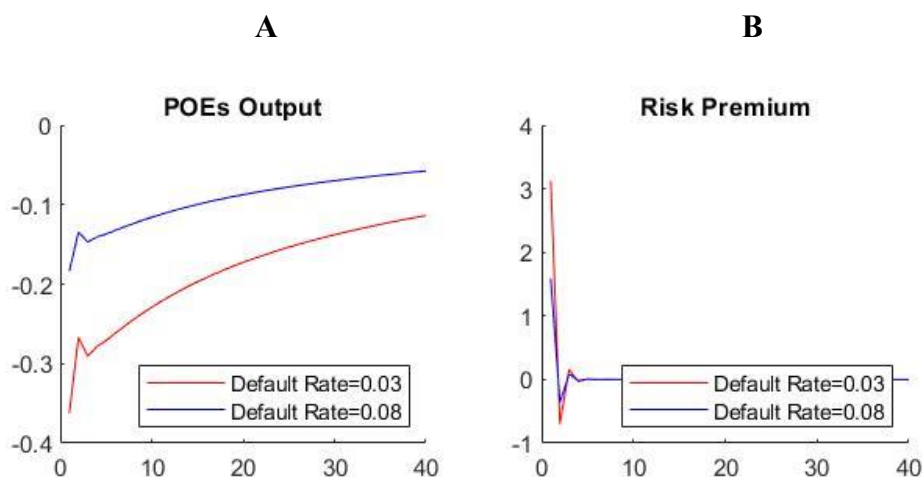 A
B
POEs Output
0
-0.1
-0.2
-0.3
-0.4
0
10
20
30
40
Default Rate=0.03
Default Rate=0.08
Risk Premium
4
3
2
1
0
-1
0
10
20
30
40
Default Rate=0.03
Default Rate=0.08